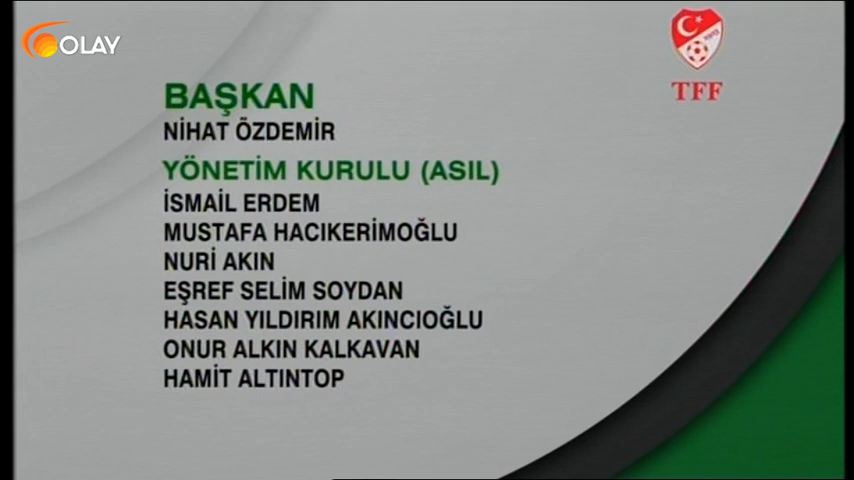 OLAY
TFF
BAŞKAN
NİHAT ÖZDEMİR
YÖNETİM KURULU (ASIL)
İSMAİL ERDEM
MUSTAFA HACIKERİMOĞLU
NURİ AKIN
EŞREF SELİM SOYDAN
HASAN YILDIRIM AKINCIOĞLU
ONUR ALKIN KALKAVAN
HAMİT ALTINTOP